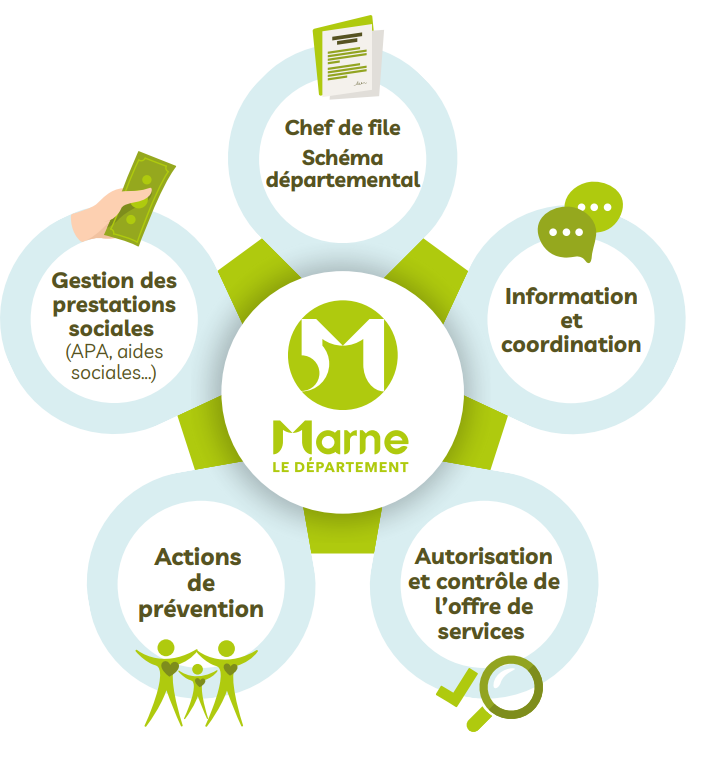 Chef de file
Schéma
départemental
Gestion des
prestations
sociales
(APA, aides
sociales...)
Information
et
coordination
Marne
LE DÉPARTEMENT
Actions
de
prévention
Autorisation
et contrôle de
l'offre de
services